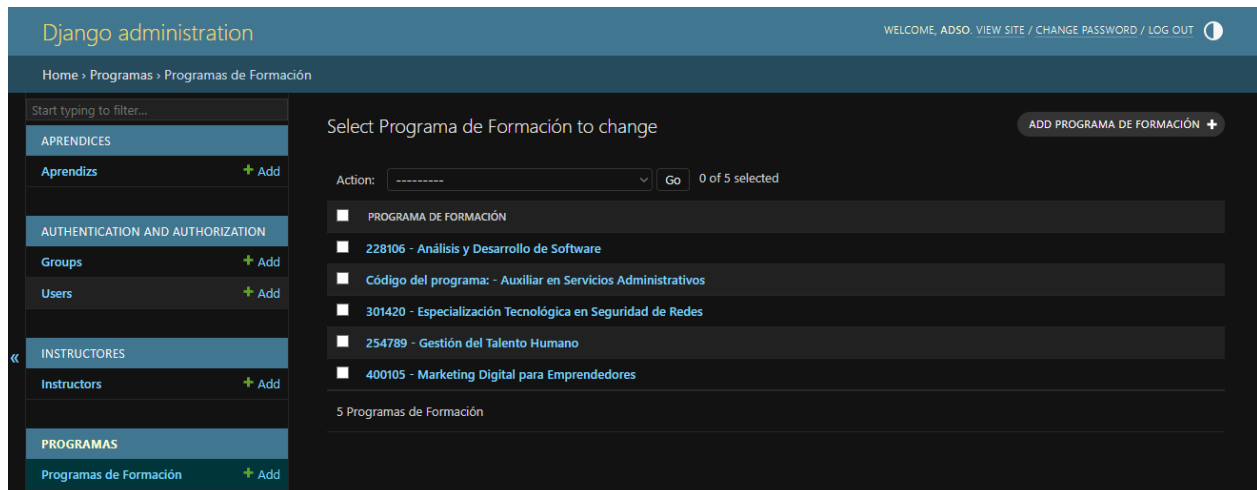 Django administration
WELCOME, ADSO. VIEW SITE / CHANGE PASSWORD / LOG OUT
Home › Programas › Programas de Formación
Start typing to filter...
APRENDICES
Aprendizs + Add
AUTHENTICATION AND AUTHORIZATION
Groups + Add
Users + Add
INSTRUCTORES
Instructors + Add
PROGRAMAS
Programas de Formación + Add
«
Select Programa de Formación to change
ADD PROGRAMA DE FORMACIÓN +
Action: --------- Go 0 of 5 selected
PROGRAMA DE FORMACIÓN
228106 - Análisis y Desarrollo de Software
Código del programa: - Auxiliar en Servicios Administrativos
301420 - Especialización Tecnológica en Seguridad de Redes
254789 - Gestión del Talento Humano
400105 - Marketing Digital para Emprendedores
5 Programas de Formación